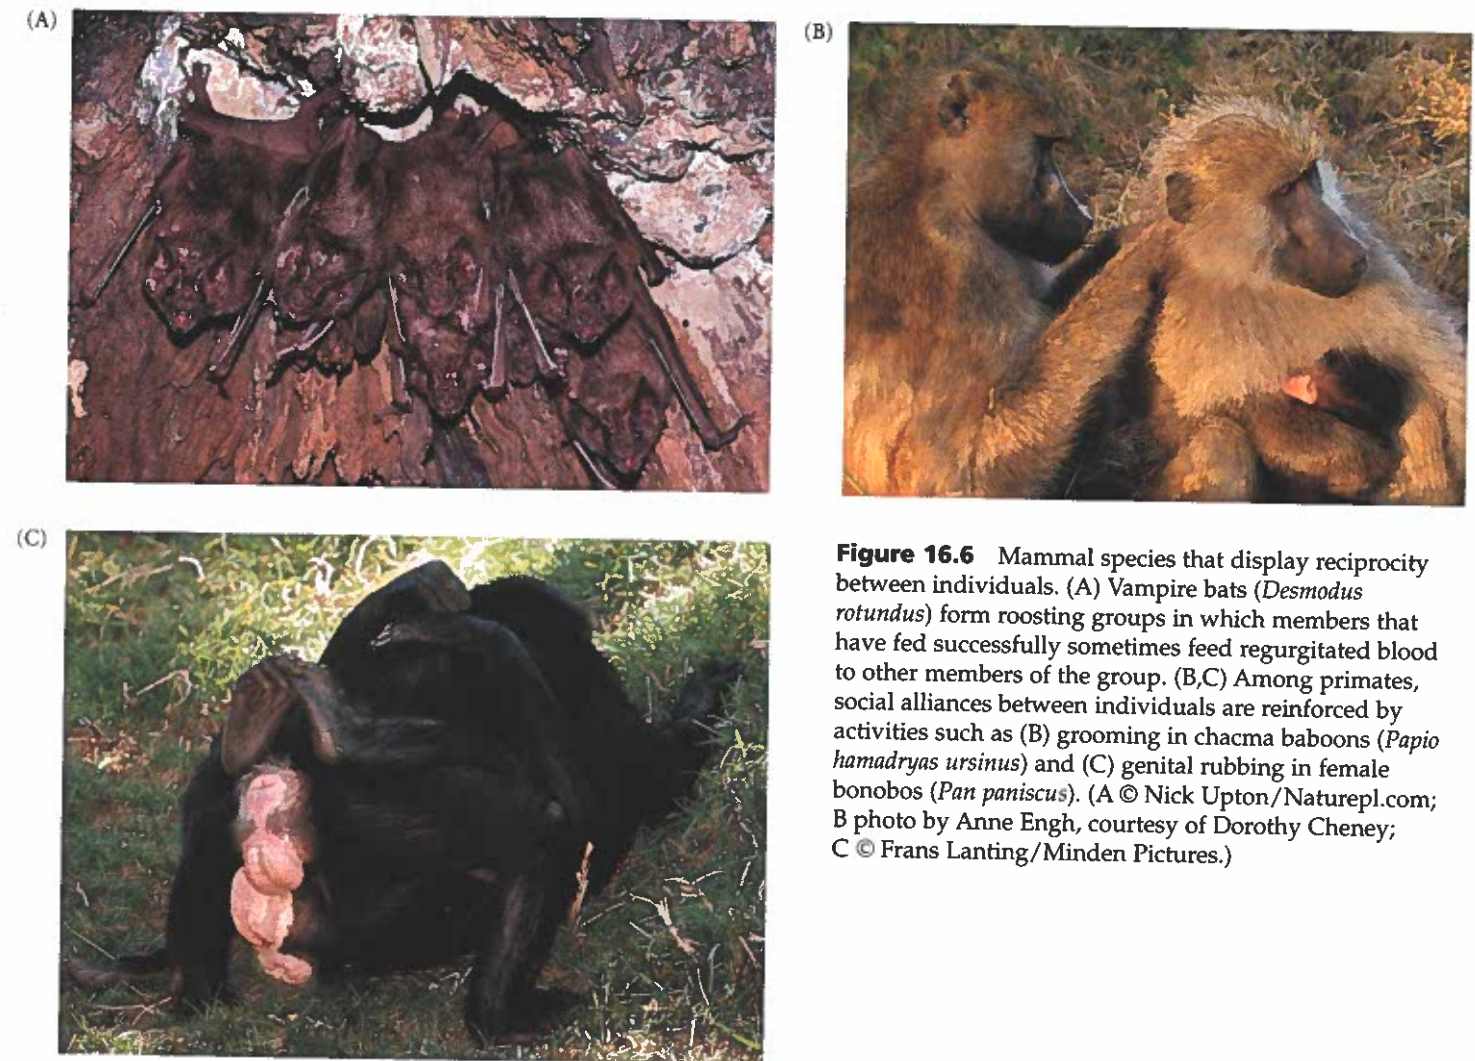 (A)
(B)
(C)
Figure 16.6 Mammal species that display reciprocity
between individuals. (A) Vampire bats (Desmodus
rotundus) form roosting groups in which members that
have fed successfully sometimes feed regurgitated blood
to other members of the group. (B,C) Among primates,
social alliances between individuals are reinforced by
activities such as (B) grooming in chacma baboons (Papio
hamadryas ursinus) and (C) genital rubbing in female
bonobos (Pan paniscus). (A © Nick Upton/Naturepl.com;
B photo by Anne Engh, courtesy of Dorothy Cheney;
C © Frans Lanting/Minden Pictures.)